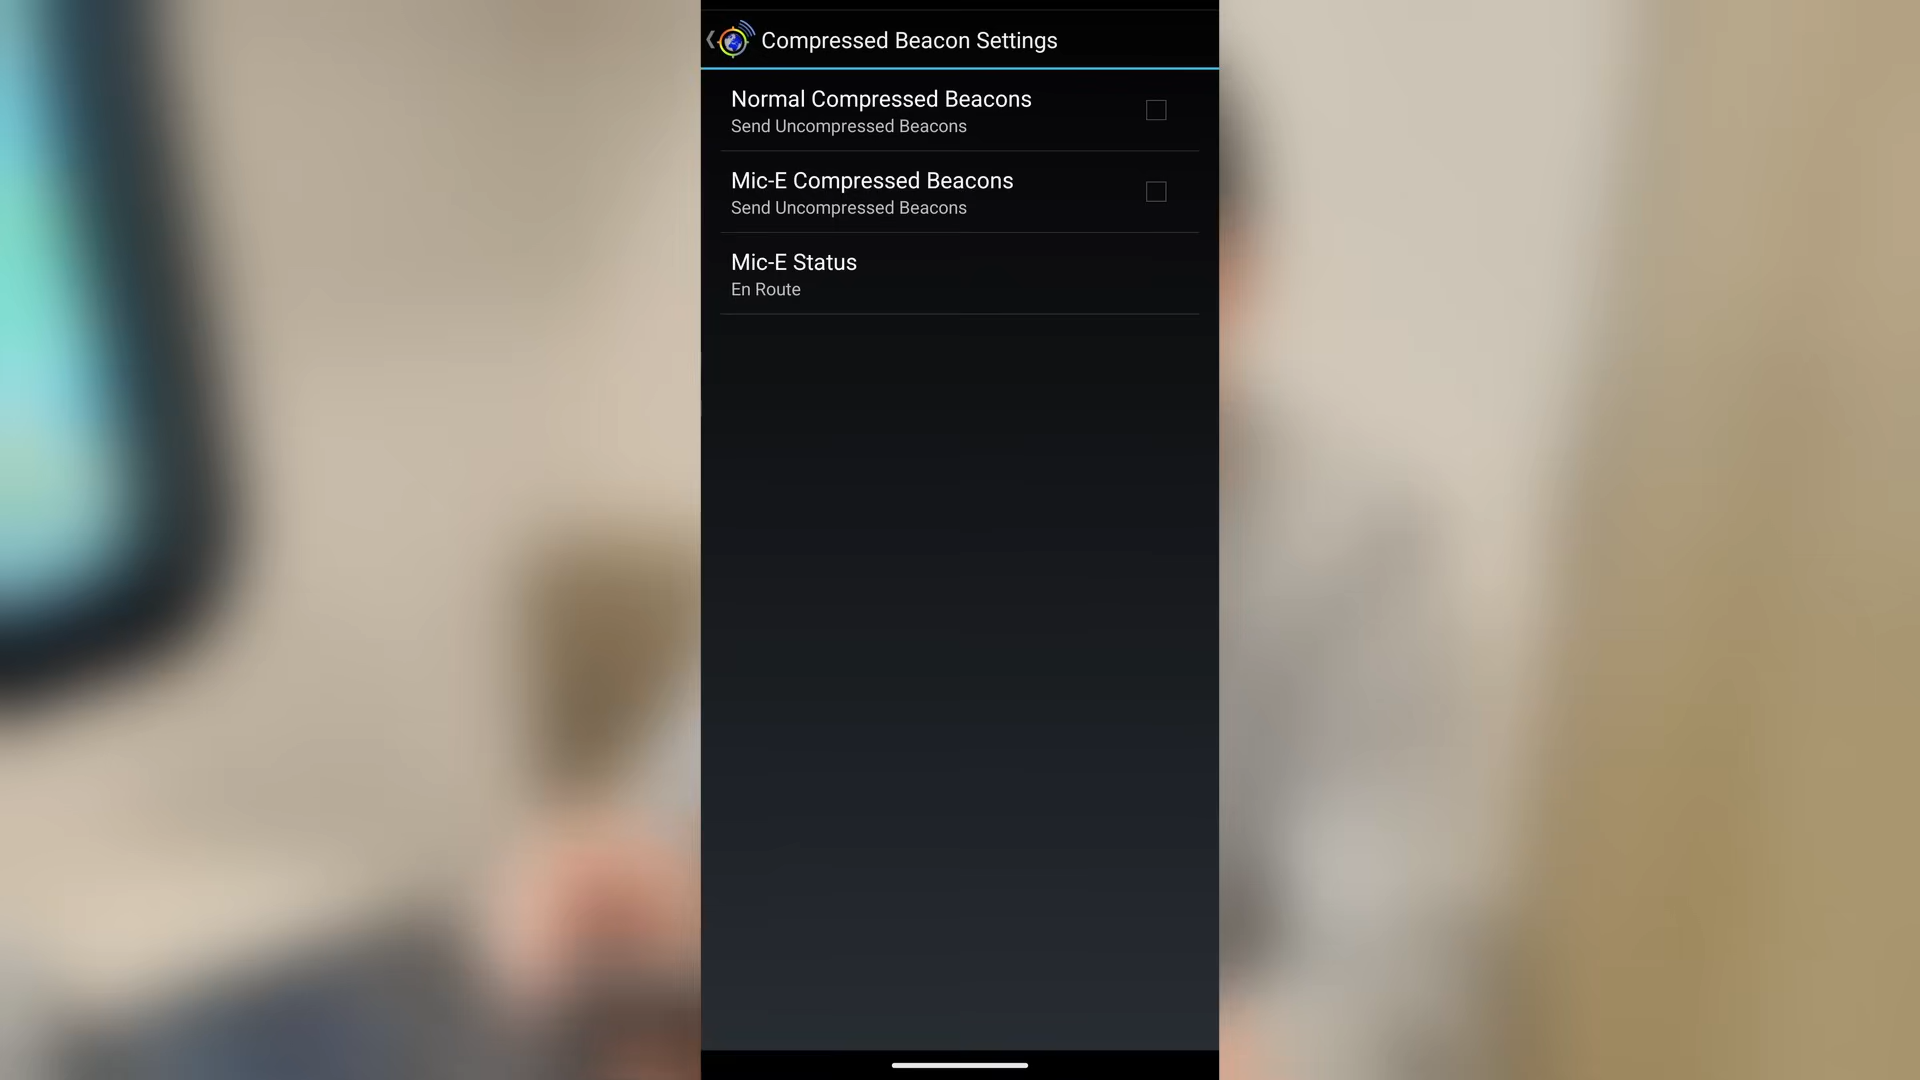 Compressed Beacon Settings
Normal Compressed Beacons
Send Uncompressed Beacons
Mic-E Compressed Beacons
Send Uncompressed Beacons
Mic-E Status
En Route